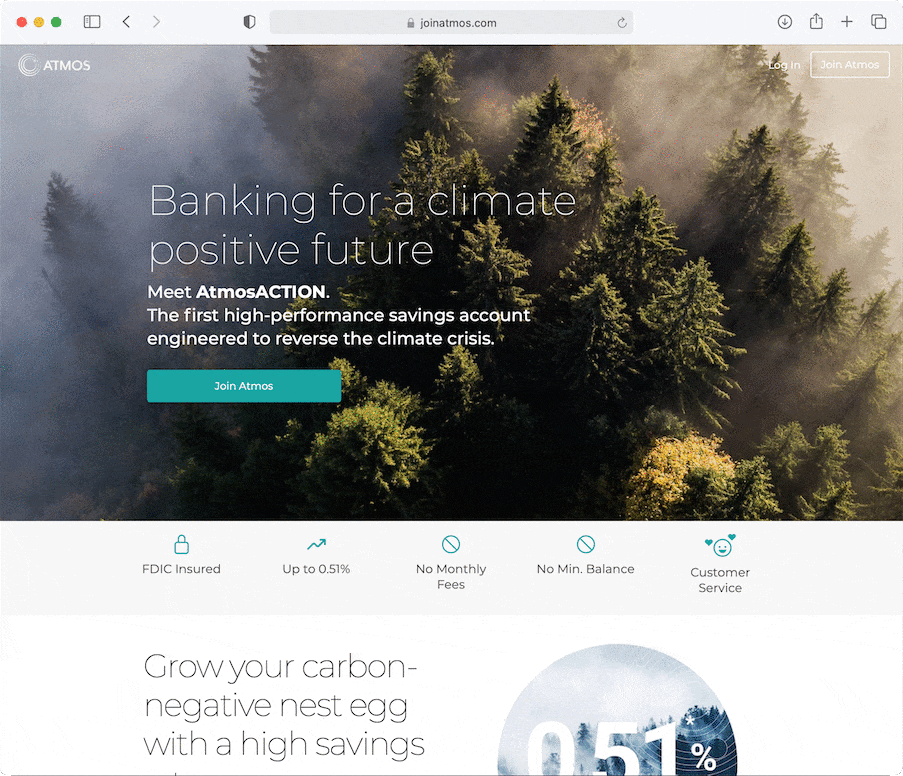 joinatmos.com
ATMOS
Log in
Join Atmos
Banking for a climate
positive future
Meet AtmosACTION.
The first high-performance savings account
engineered to reverse the climate crisis.
Join Atmos
FDIC Insured
Up to 0.51%
No Monthly
Fees
No Min. Balance
Customer
Service
Grow your carbon-
negative nest egg
with a high savings
0.51*%